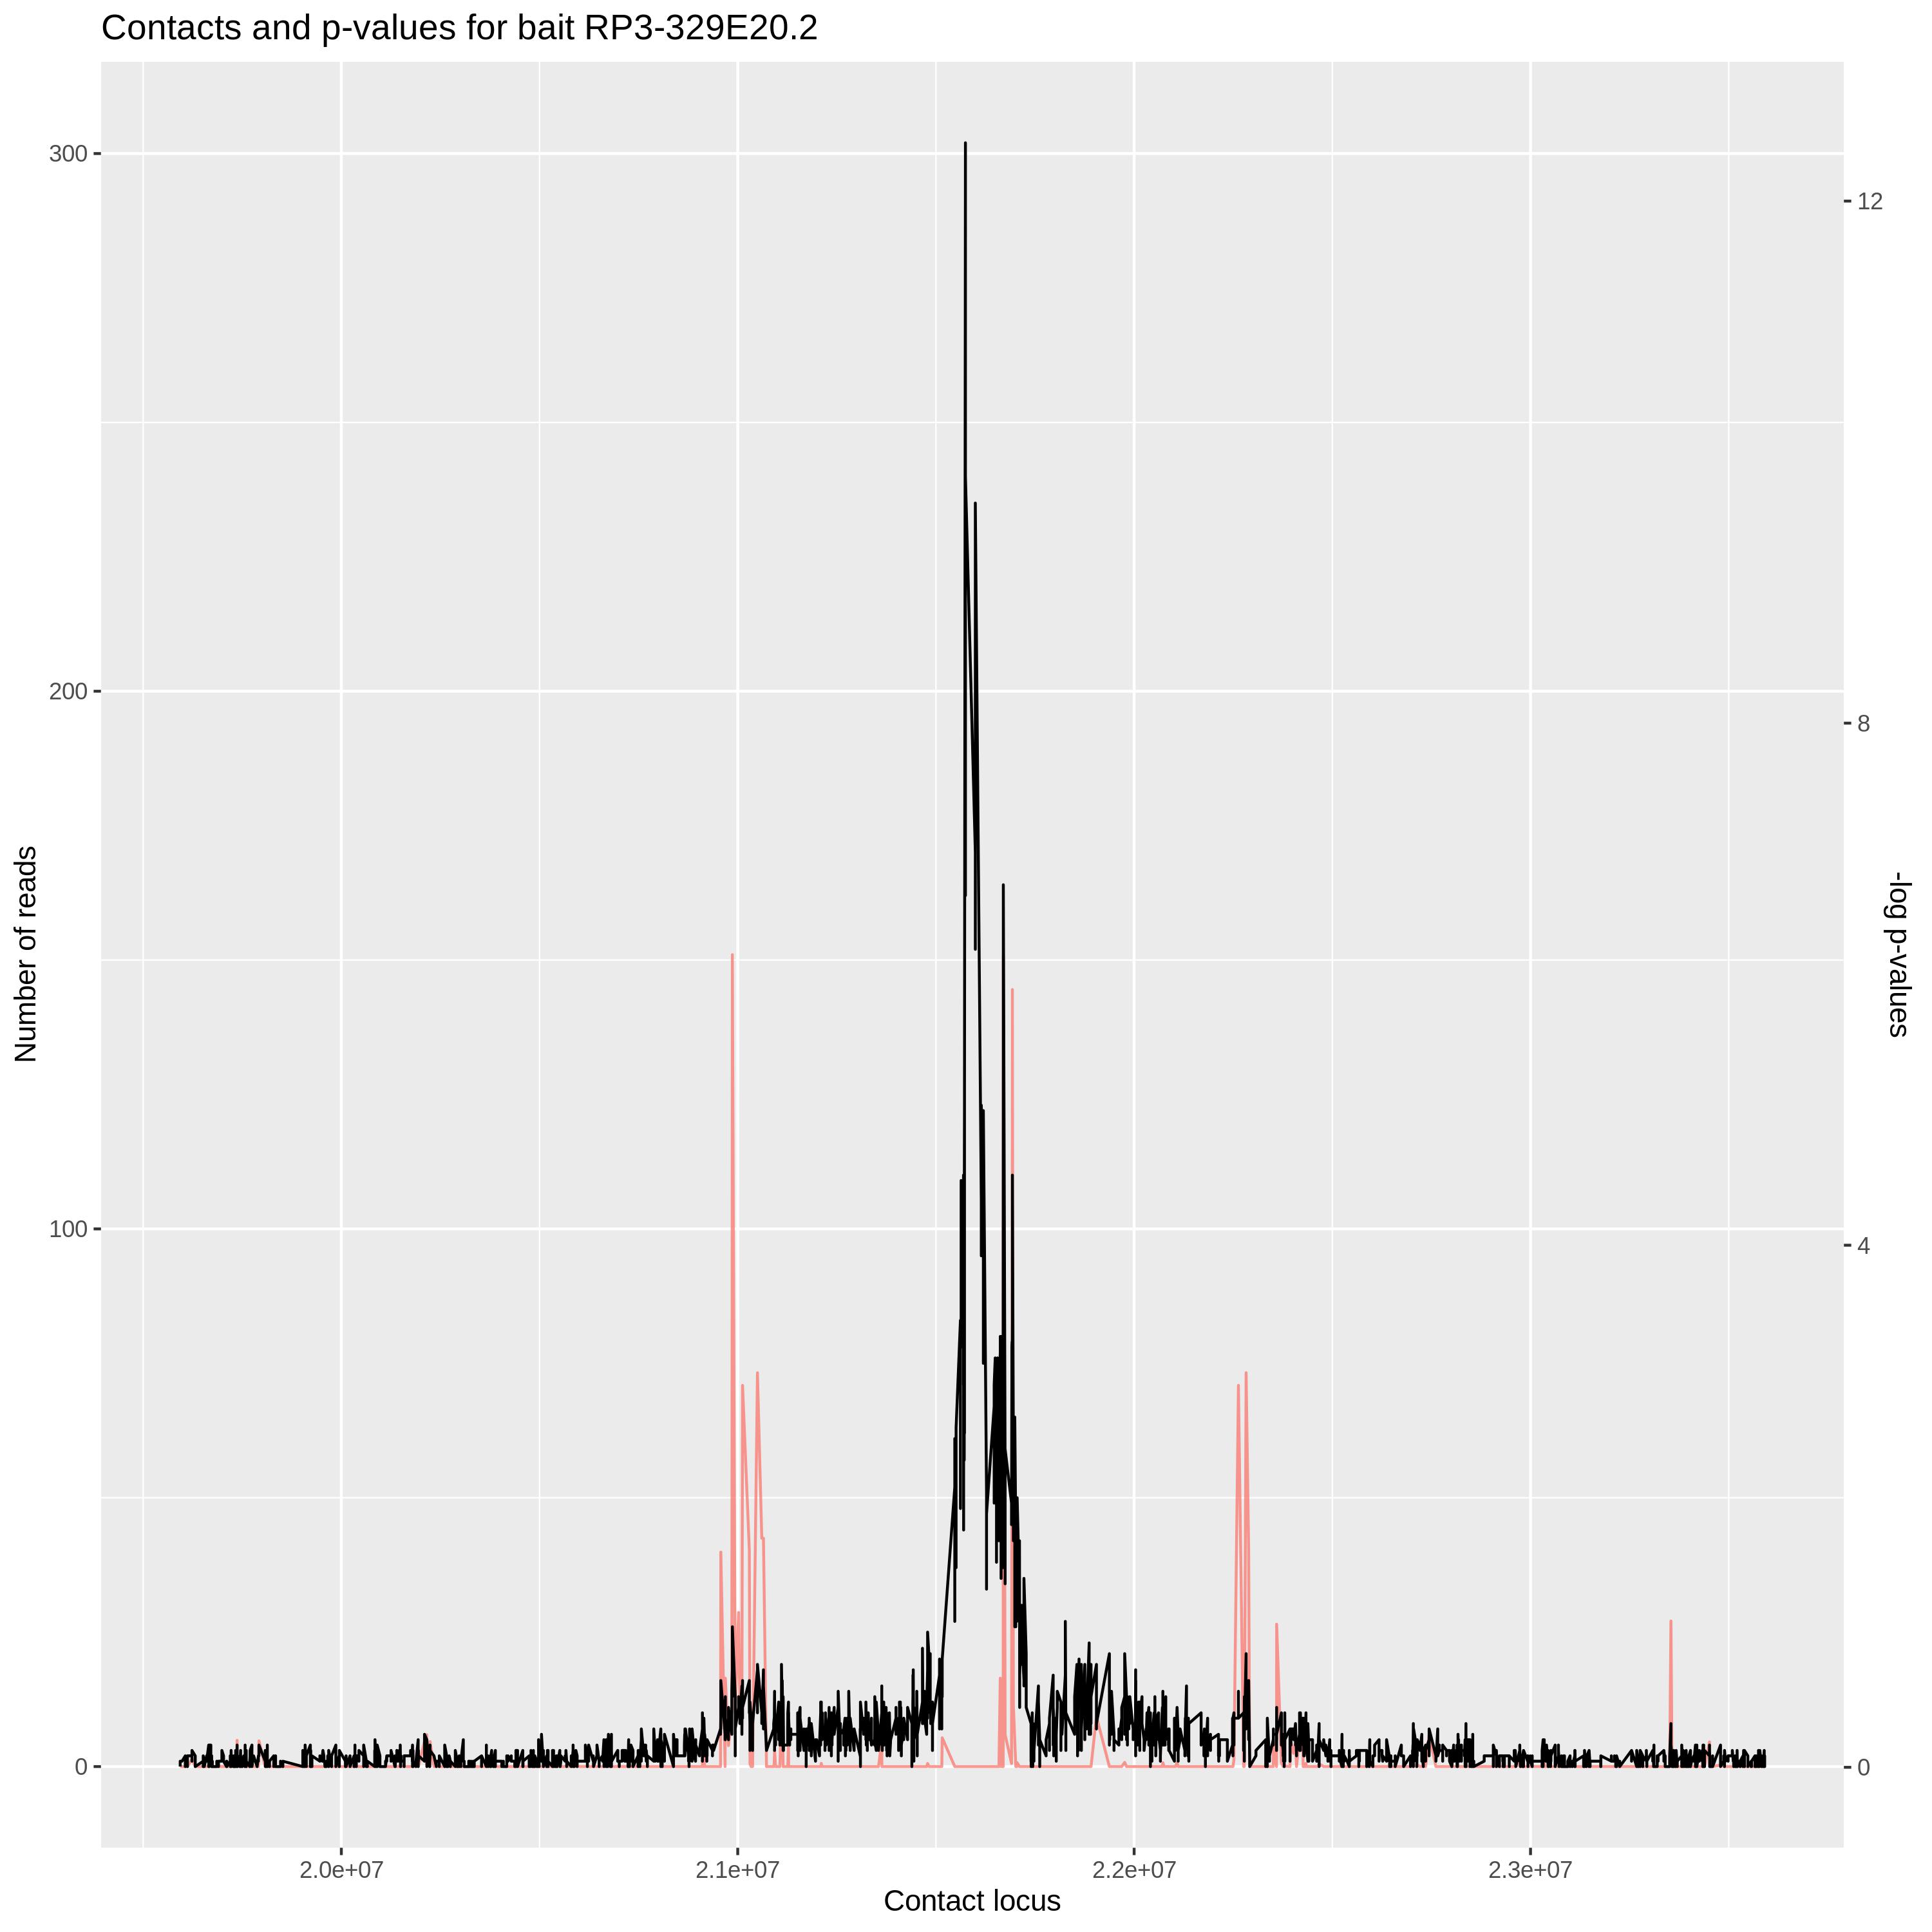 Contacts and p-values for bait RP3-329E20.2
300
200
100
0
Number of reads
12
8
4
0
-log p-values
2.0e+07 2.1e+07 2.2e+07 2.3e+07
Contact locus